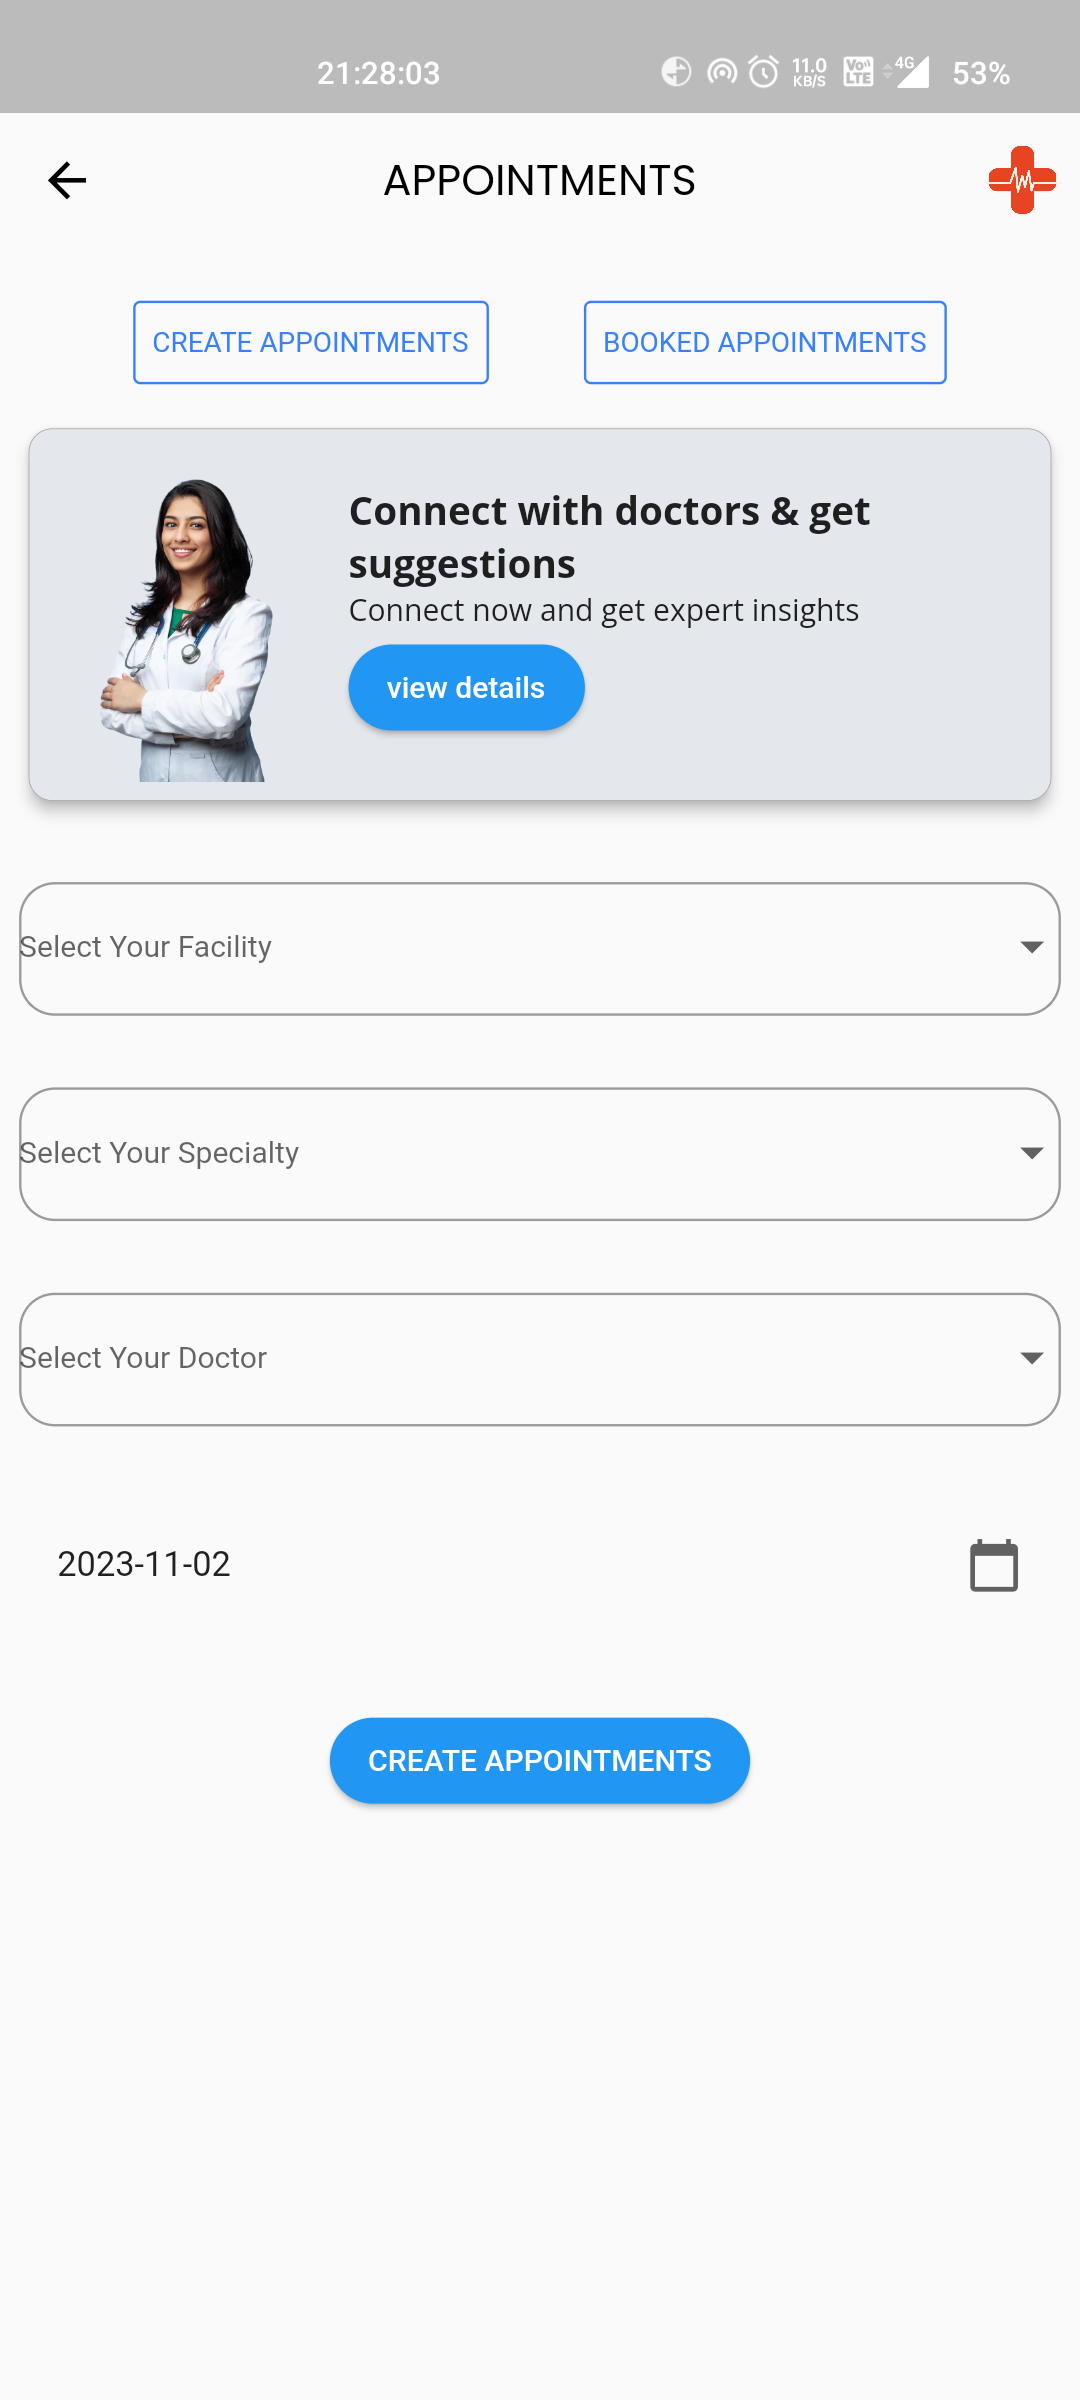 21:28:03
11.0
KB/S
Vo))
LTE
4G
53%
APPOINTMENTS
CREATE APPOINTMENTS
BOOKED APPOINTMENTS
Connect with doctors & get
suggestions
Connect now and get expert insights
view details
Select Your Facility
Select Your Specialty
Select Your Doctor
2023-11-02
CREATE APPOINTMENTS